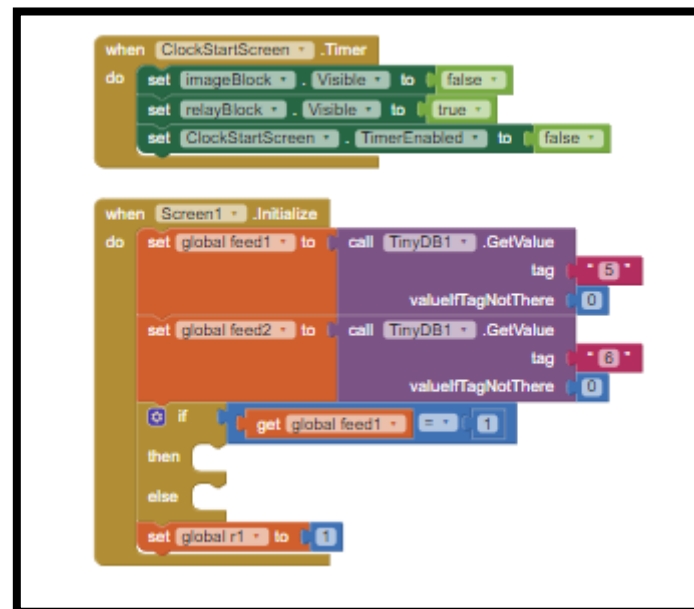 when ClockStartScreen .Timer
do set imageBlock . Visible to false
set relayBlock . Visible to true
set ClockStartScreen . TimerEnabled to false
when Screen1 .Initialize
do set global feed1 to call TinyDB1 .GetValue
tag " 5 "
valueIfTagNotThere 0
set global feed2 to call TinyDB1 .GetValue
tag " 6 "
valueIfTagNotThere 0
if get global feed1 = 1
then
else
set global r1 to 1